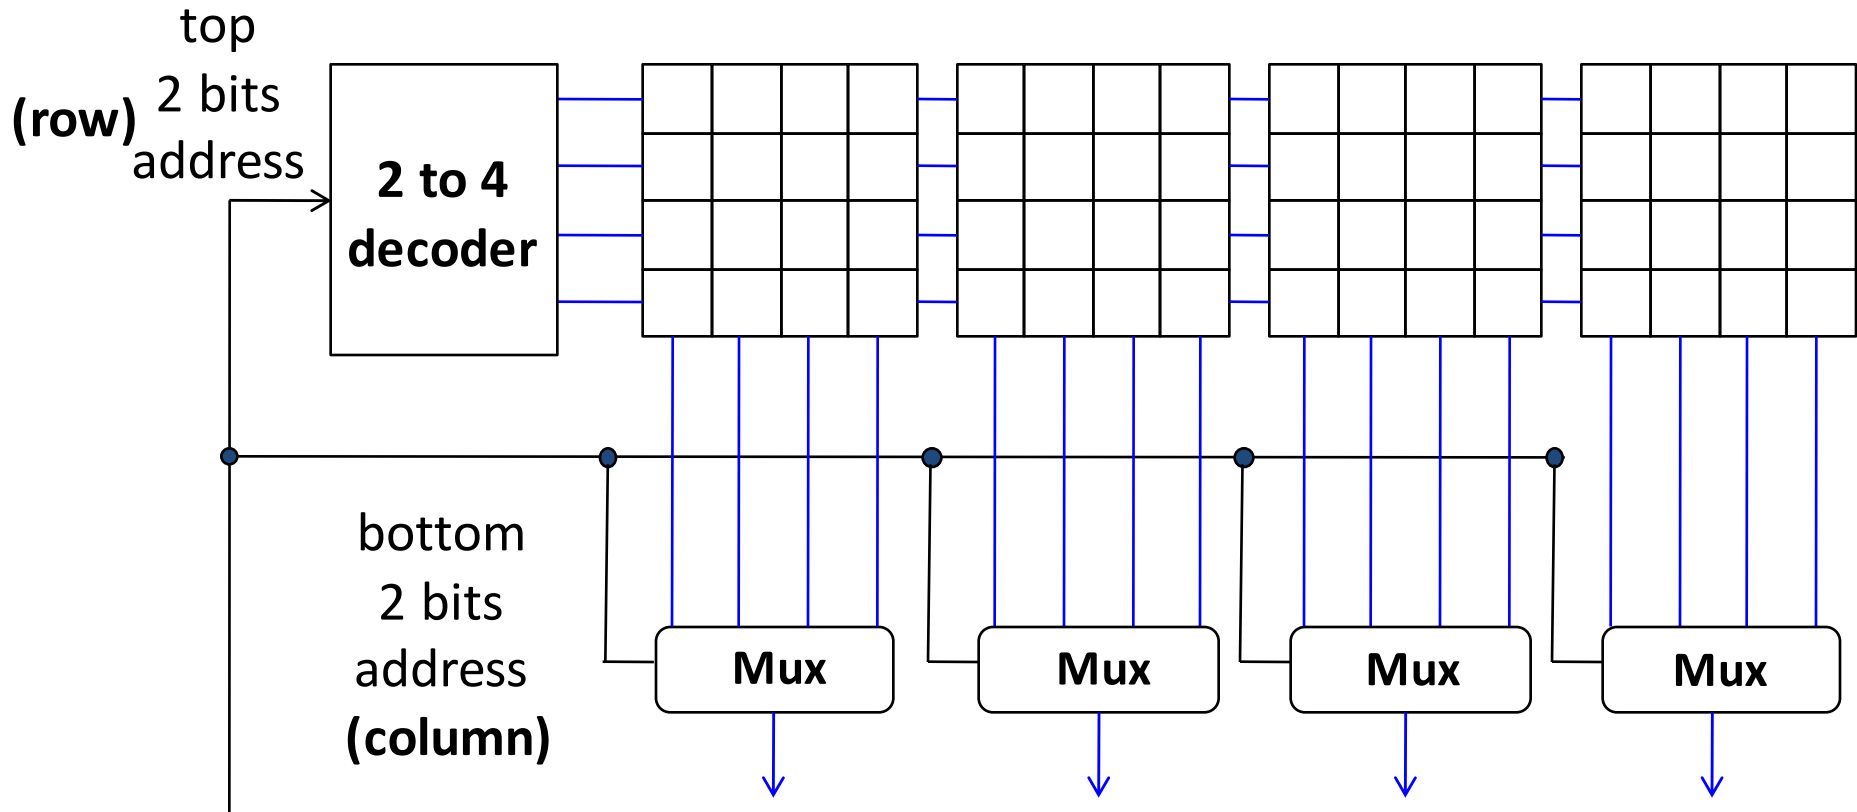 top
(row) 2 bits
address
2 to 4
decoder
bottom
2 bits
address
(column)
Mux
Mux
Mux
Mux